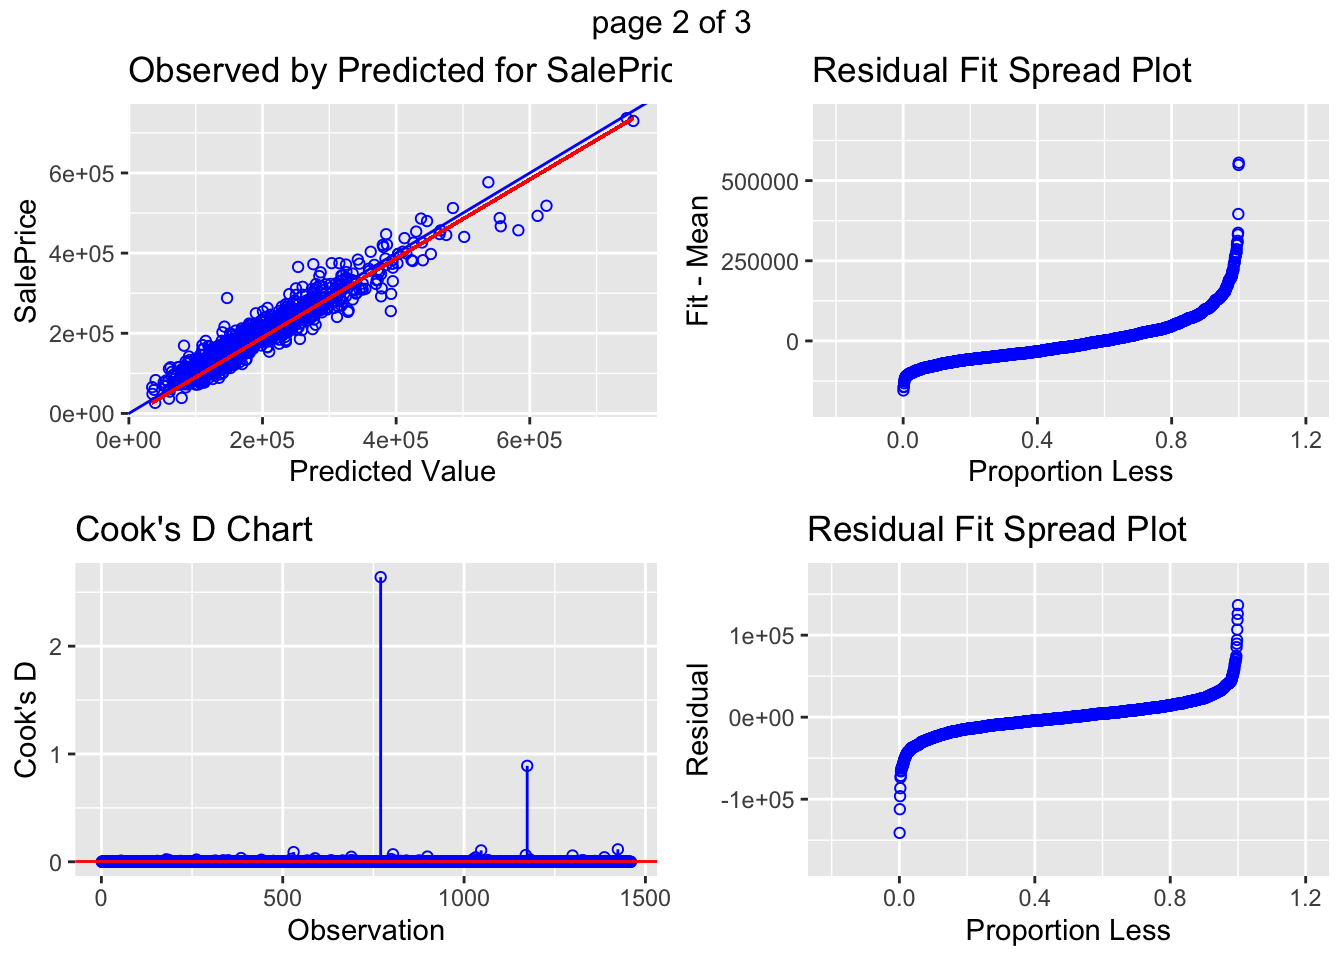 page 2 of 3
Observed by Predicted for SalePric
SalePrice
6e+05
4e+05
2e+05
0e+00
0e+00 2e+05 4e+05 6e+05
Predicted Value
Residual Fit Spread Plot
Fit - Mean
500000
250000
0
0.0 0.4 0.8 1.2
Proportion Less
Cook's D Chart
Cook's D
2
1
0
0 500 1000 1500
Observation
Residual Fit Spread Plot
Residual
1e+05
0e+00
-1e+05
0.0 0.4 0.8 1.2
Proportion Less